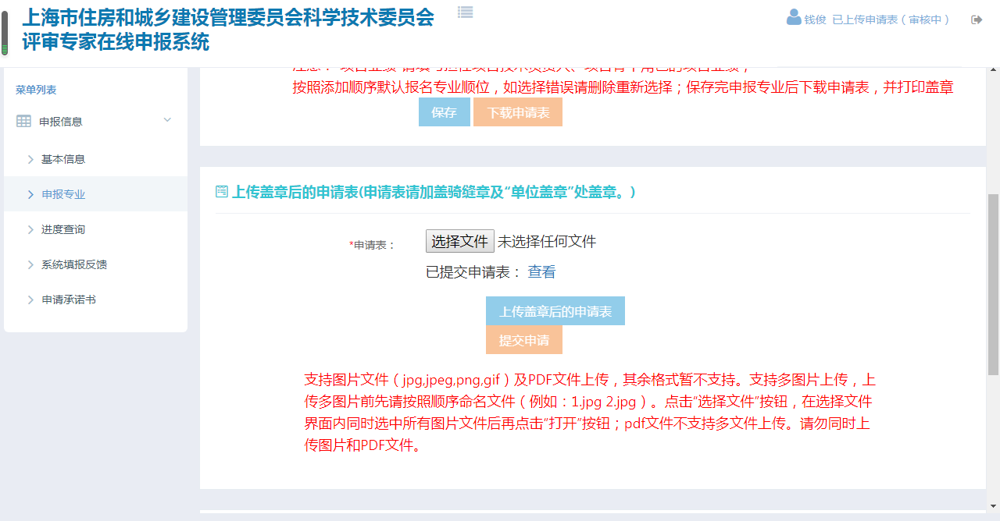 上海市住房和城乡建设管理委员会科学技术委员会
评审专家在线申报系统
钱俊 已上传申请表（审核中）
菜单列表
申报信息
基本信息
申报专业
进度查询
系统填报反馈
申请承诺书
按照添加顺序默认报名专业顺位，如选择错误请删除重新选择；保存完申报专业后下载申请表，并打印盖章
保存 下载申请表
上传盖章后的申请表(申请表请加盖骑缝章及“单位盖章”处盖章。)
*申请表： 选择文件 未选择任何文件
已提交申请表： 查看
上传盖章后的申请表
提交申请
支持图片文件（jpg,jpeg,png,gif）及PDF文件上传，其余格式暂不支持。支持多图片上传，上
传多图片前先请按照顺序命名文件（例如：1.jpg 2.jpg）。点击“选择文件”按钮，在选择文件
界面内同时选中所有图片文件后再点击“打开”按钮；pdf文件不支持多文件上传。请勿同时上
传图片和PDF文件。